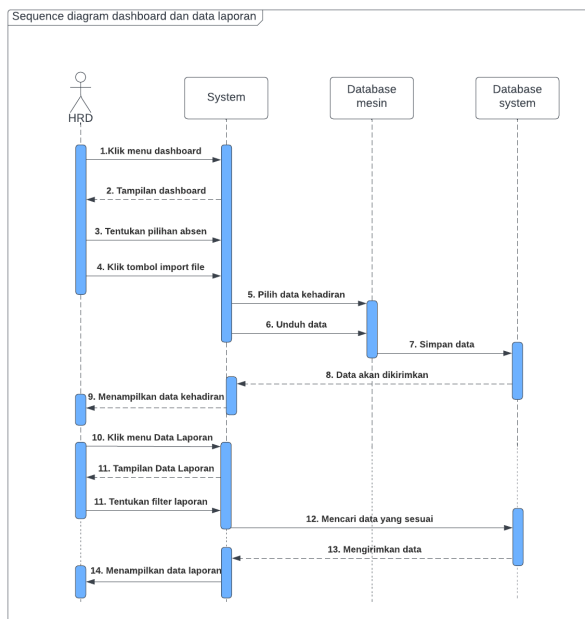 Sequence diagram dashboard dan data laporan
HRD
System
Database
mesin
Database
system
1.Klik menu dashboard
2. Tampilan dashboard
3. Tentukan pilihan absen
4. Klik tombol import file
5. Pilih data kehadiran
6. Unduh data
7. Simpan data
8. Data akan dikirimkan
9. Menampilkan data kehadiran
10. Klik menu Data Laporan
11. Tampilan Data Laporan
11. Tentukan filter laporan
12. Mencari data yang sesuai
13. Mengirimkan data
14. Menampilkan data laporan